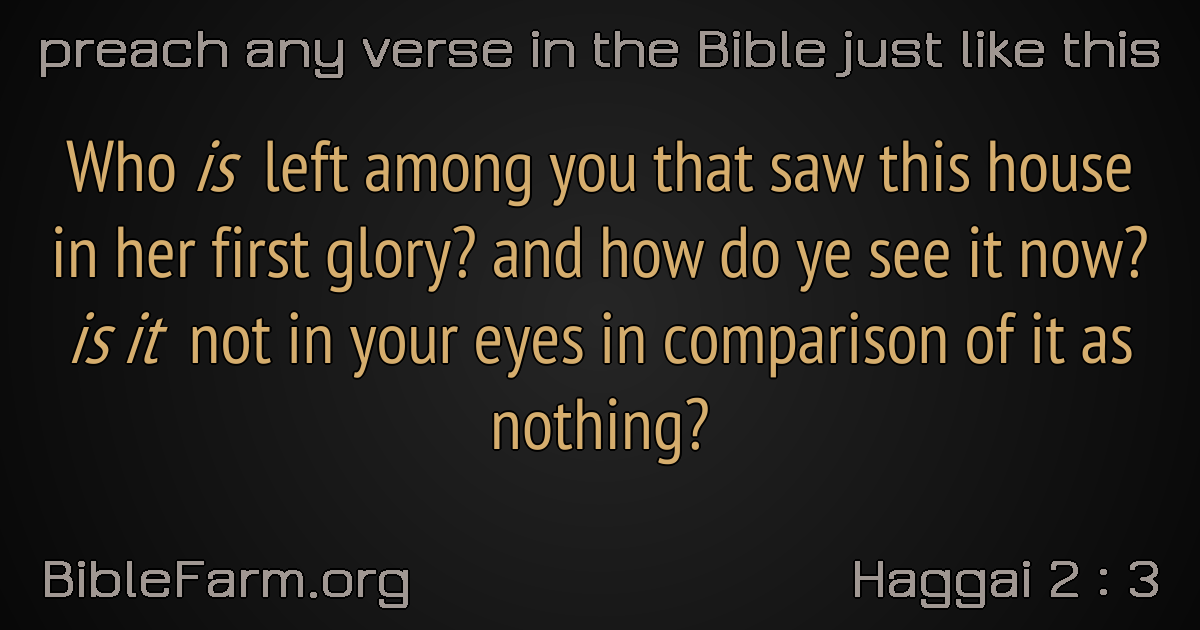 preach any verse in the Bible just like this
Who is left among you that saw this house
in her first glory? and how do ye see it now?
is it not in your eyes in comparison of it as
nothing?
BibleFarm.org
Haggai 2 : 3